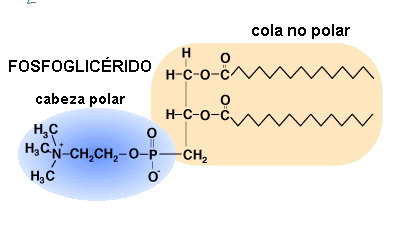 cola no polar
FOSFOGLICÉRIDO
cabeza polar
H
H–C–O–C
O
H–C–O–C
O
H₃C
H₃C–N⁺–CH₂CH₂–O–P–CH₂
H₃C
O
O⁻